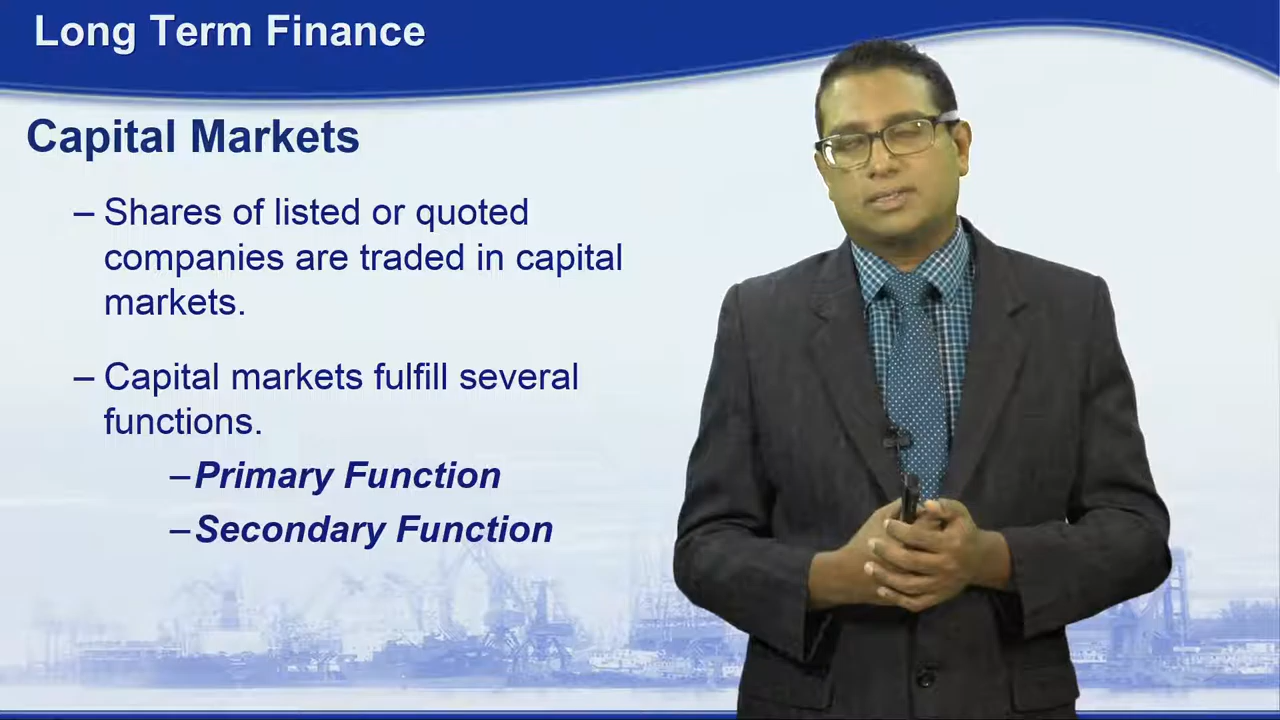 Long Term Finance
Capital Markets
– Shares of listed or quoted
companies are traded in capital
markets.
– Capital markets fulfill several
functions.
–Primary Function
–Secondary Function